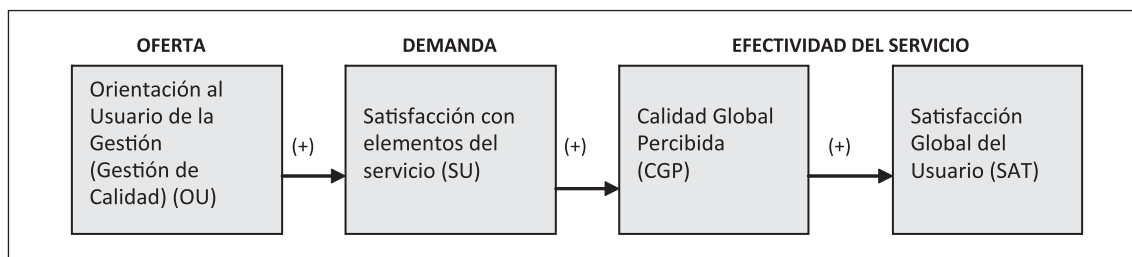 OFERTA
DEMANDA
EFECTIVIDAD DEL SERVICIO
Orientación al
Usuario de la
Gestión
(Gestión de
Calidad) (OU)
(+)
Satisfacción con
elementos del
servicio (SU)
(+)
Calidad Global
Percibida
(CGP)
(+)
Satisfacción
Global del
Usuario (SAT)